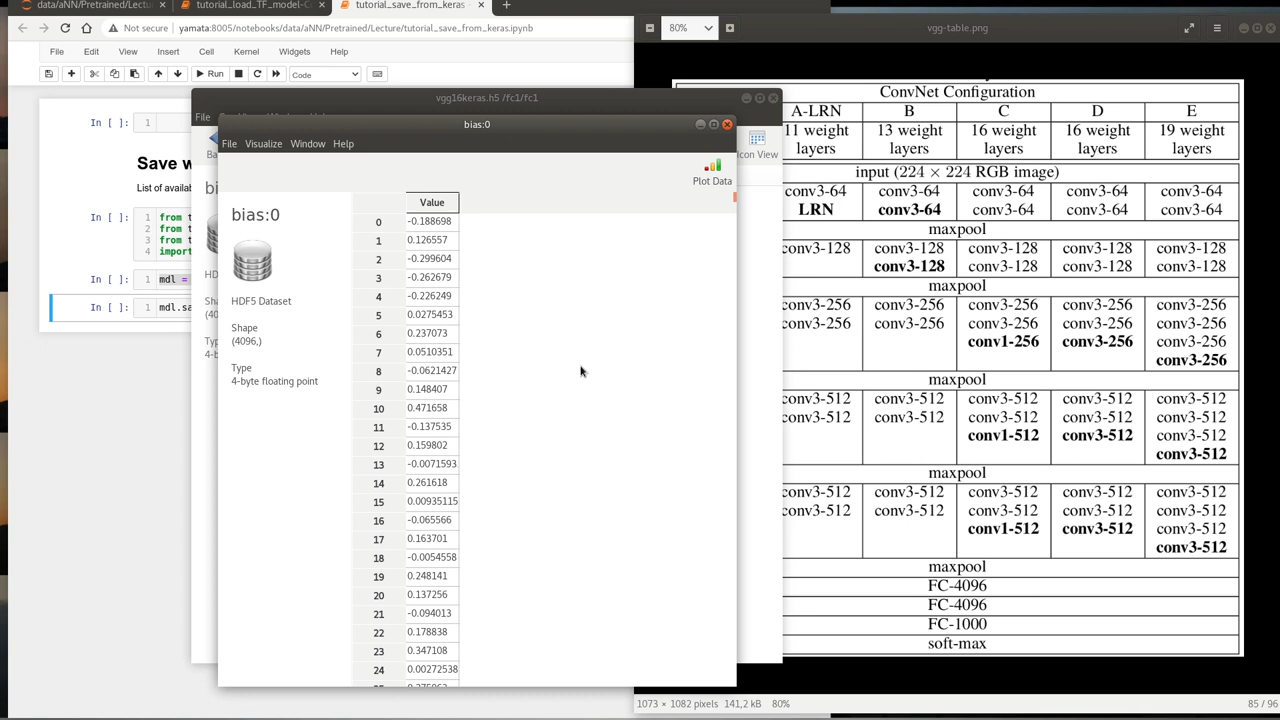 data/aNN/Pretrained/Lectur
tutorial_load_TF_model-C
tutorial_save_from_keras -
Not secure yamata:8005/notebooks/data/aNN/Pretrained/Lecture/tutorial_save_from_keras.ipynb
File Edit View Insert Cell Kernel Widgets
Run Code
In [ ]: 1
Save w
List of availab
In [ ]: 1 from t
2 from t
3 from t
4 import
In [ ]: 1 mdl =
In [ ]: 1 mdl.sa
vgg16keras.h5 /fc1/fc1
File
Ba
con View
bi
HD
Sha
(40
Typ
4-b
bias:0
File Visualize Window Help
Plot Data
bias:0
HDF5 Dataset
Shape
(4096,)
Type
4-byte floating point
Value
0 -0.188698
1 0.126557
2 -0.299604
3 -0.262679
4 -0.226249
5 0.0275453
6 0.237073
7 0.0510351
8 -0.0621427
9 0.148407
10 0.471658
11 -0.137535
12 0.159802
13 -0.0071593
14 0.261618
15 0.00935115
16 -0.065566
17 0.163701
18 -0.0054558
19 0.248141
20 0.137256
21 -0.094013
22 0.178838
23 0.347108
24 0.00272538
80%
vgg-table.png
ConvNet Configuration
A-LRN B C D E
11 weight 13 weight 16 weight 16 weight 19 weight
layers layers layers layers layers
input (224 × 224 RGB image)
conv3-64 conv3-64 conv3-64 conv3-64 conv3-64
LRN conv3-64 conv3-64 conv3-64 conv3-64
maxpool
conv3-128 conv3-128 conv3-128 conv3-128 conv3-128
conv3-128 conv3-128 conv3-128 conv3-128
maxpool
conv3-256 conv3-256 conv3-256 conv3-256 conv3-256
conv3-256 conv3-256 conv3-256 conv3-256 conv3-256
conv1-256 conv3-256 conv3-256
conv3-256
maxpool
conv3-512 conv3-512 conv3-512 conv3-512 conv3-512
conv3-512 conv3-512 conv3-512 conv3-512 conv3-512
conv1-512 conv3-512 conv3-512
conv3-512
maxpool
conv3-512 conv3-512 conv3-512 conv3-512 conv3-512
conv3-512 conv3-512 conv3-512 conv3-512 conv3-512
conv1-512 conv3-512 conv3-512
conv3-512
maxpool
FC-4096
FC-4096
FC-1000
soft-max
1073 × 1082 pixels 141,2 kB 80% 85 / 96